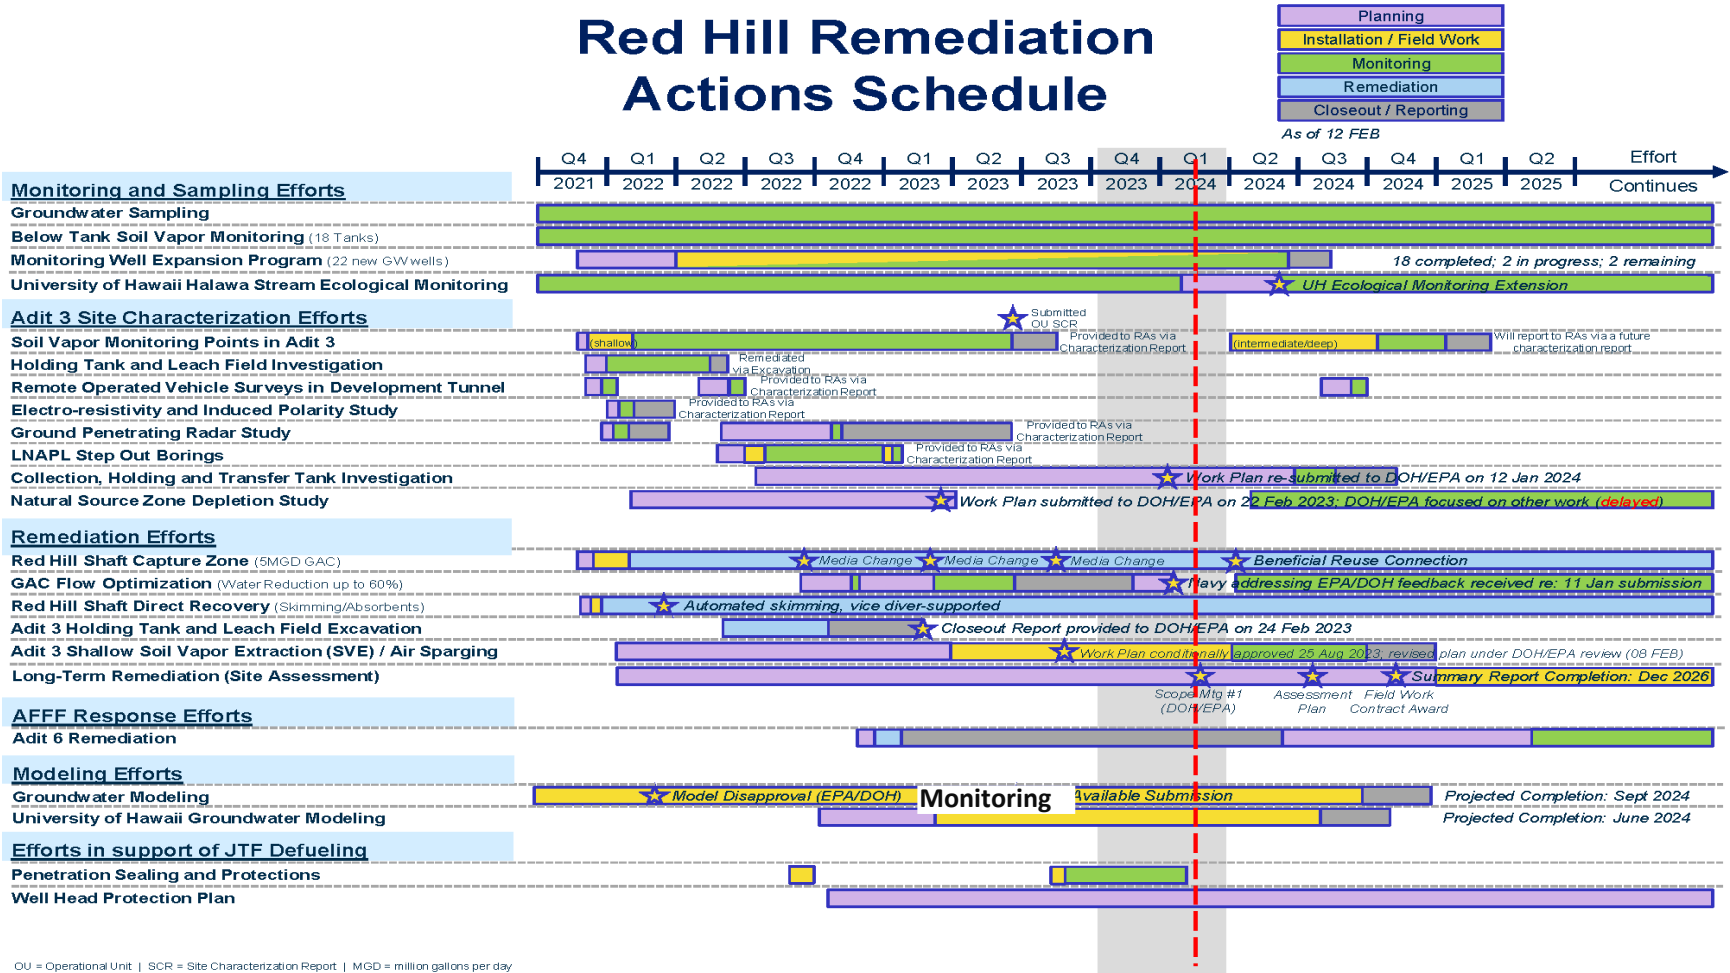 Red Hill Remediation
Actions Schedule
Planning
Installation / Field Work
Monitoring
Remediation
Closeout / Reporting
As of 12 FEB
Q4 Q1 Q2 Q3 Q4 Q1 Q2 Q3 Q4 Q1 Q2 Q3 Q4 Q1 Q2 Effort
2021 2022 2022 2022 2022 2023 2023 2023 2023 2024 2024 2024 2024 2025 2025 Continues
Monitoring and Sampling Efforts
Groundwater Sampling
Below Tank Soil Vapor Monitoring (18 Tanks)
Monitoring Well Expansion Program (22 new GW wells) 18 completed; 2 in progress; 2 remaining
University of Hawaii Halawa Stream Ecological Monitoring UH Ecological Monitoring Extension
Adit 3 Site Characterization Efforts
Submitted
OU SCR
Soil Vapor Monitoring Points in Adit 3 (shallow) (intermediate/deep)
Provided to RAs via
Characterization Report
Will report to RAs via a future
characterization report
Holding Tank and Leach Field Investigation
Remediated
via Excavation
Remote Operated Vehicle Surveys in Development Tunnel
Provided to RAs via
Characterization Report
Electro-resistivity and Induced Polarity Study
Provided to RAs via
Characterization Report
Ground Penetrating Radar Study
Provided to RAs via
Characterization Report
LNAPL Step Out Borings
Provided to RAs via
Characterization Report
Collection, Holding and Transfer Tank Investigation Work Plan re-submitted to DOH/EPA on 12 Jan 2024
Natural Source Zone Depletion Study Work Plan submitted to DOH/EPA on 22 Feb 2023; DOH/EPA focused on other work (delayed)
Remediation Efforts
Red Hill Shaft Capture Zone (5MGD GAC) Media Change Media Change Media Change Beneficial Reuse Connection
GAC Flow Optimization (Water Reduction up to 60%) Navy addressing EPA/DOH feedback received re: 11 Jan submission
Red Hill Shaft Direct Recovery (Skimming/Absorbents) Automated skimming, vice diver-supported
Adit 3 Holding Tank and Leach Field Excavation Closeout Report provided to DOH/EPA on 24 Feb 2023
Adit 3 Shallow Soil Vapor Extraction (SVE) / Air Sparging Work Plan conditionally approved 25 Aug 2023; revised plan under DOH/EPA review (08 FEB)
Long-Term Remediation (Site Assessment) Summary Report Completion: Dec 2026
Scope Mtg #1 Assessment Field Work
(DOH/EPA) Plan Contract Award
AFFF Response Efforts
Adit 6 Remediation
Modeling Efforts
Groundwater Modeling Model Disapproval (EPA/DOH) Monitoring Available Submission Projected Completion: Sept 2024
University of Hawaii Groundwater Modeling Projected Completion: June 2024
Efforts in support of JTF Defueling
Penetration Sealing and Protections
Well Head Protection Plan
OU = Operational Unit | SCR = Site Characterization Report | MGD = million gallons per day